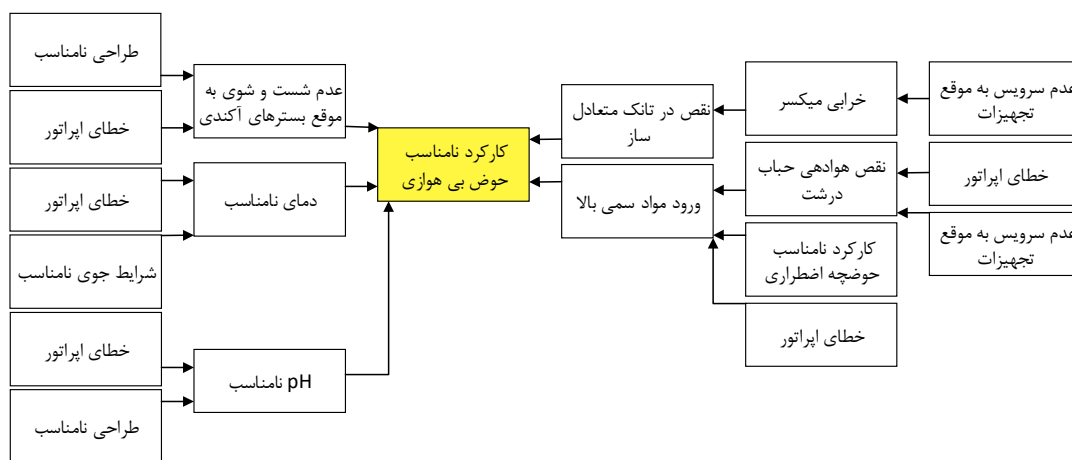 طراحی نامناسب
خطای اپراتور
خطای اپراتور
شرایط جوی نامناسب
خطای اپراتور
طراحی نامناسب
عدم شست و شوی به
موقع بسترهای آکندی
دمای نامناسب
pH نامناسب
کارکرد نامناسب
حوض بی هوازی
نقص در تانک متعادل
ساز
ورود مواد سمی بالا
خرابی میکسر
نقص هوادهی حباب
درشت
کارکرد نامناسب
حوضچه اضطراری
خطای اپراتور
عدم سرویس به موقع
تجهیزات
خطای اپراتور
عدم سرویس به موقع
تجهیزات